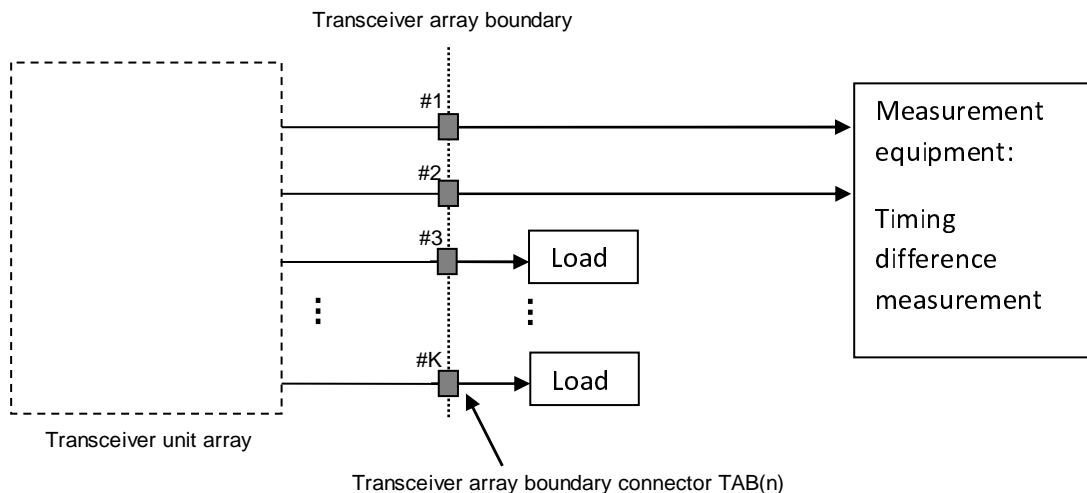 Transceiver array boundary
#1
Measurement
equipment:
#2
Timing
difference
measurement
#3
Load
#K
Load
Transceiver unit array
Transceiver array boundary connector TAB(n)